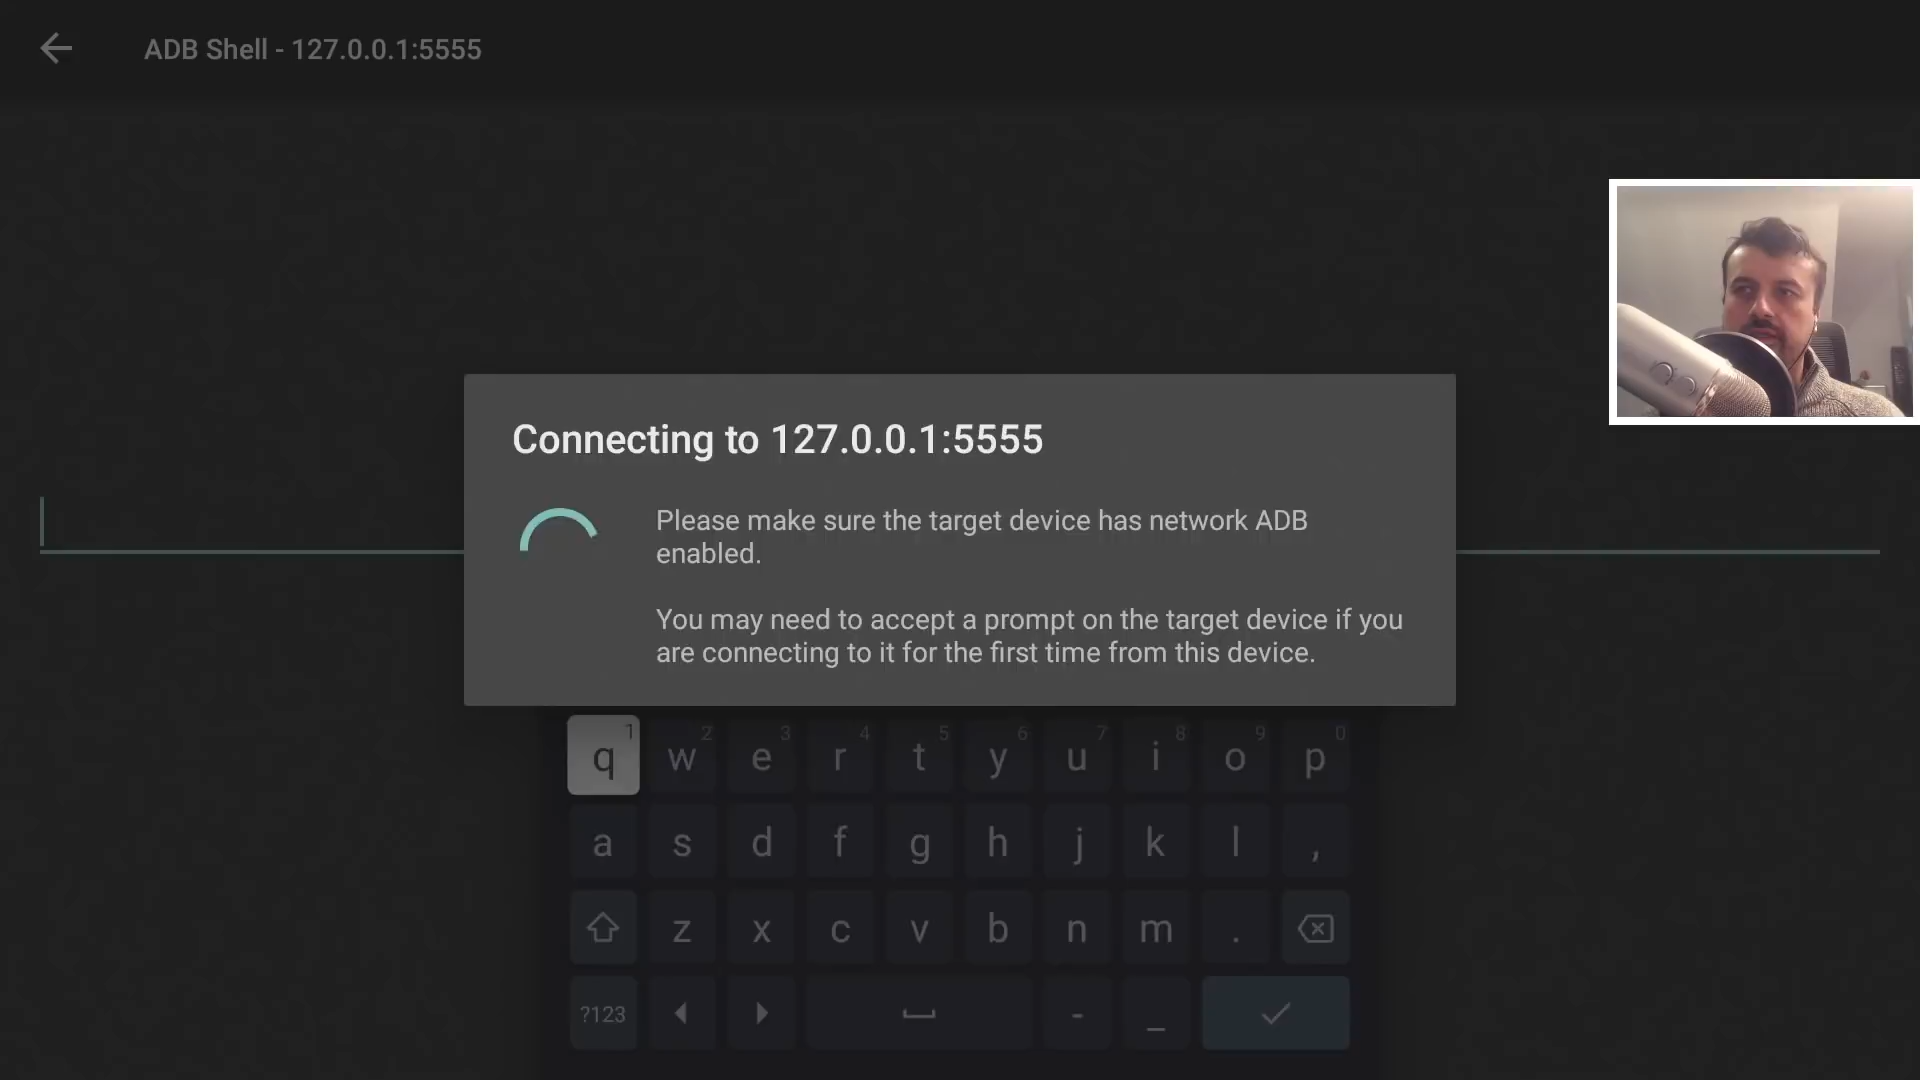 ADB Shell - 127.0.0.1:5555
Connecting to 127.0.0.1:5555
Please make sure the target device has network ADB
enabled.
You may need to accept a prompt on the target device if you
are connecting to it for the first time from this device.
q 1 w 2 e 3 r 4 t 5 y 6 u 7 i 8 o 9 p 0
a s d f g h j k l ,
z x c v b n m .
?123 - _